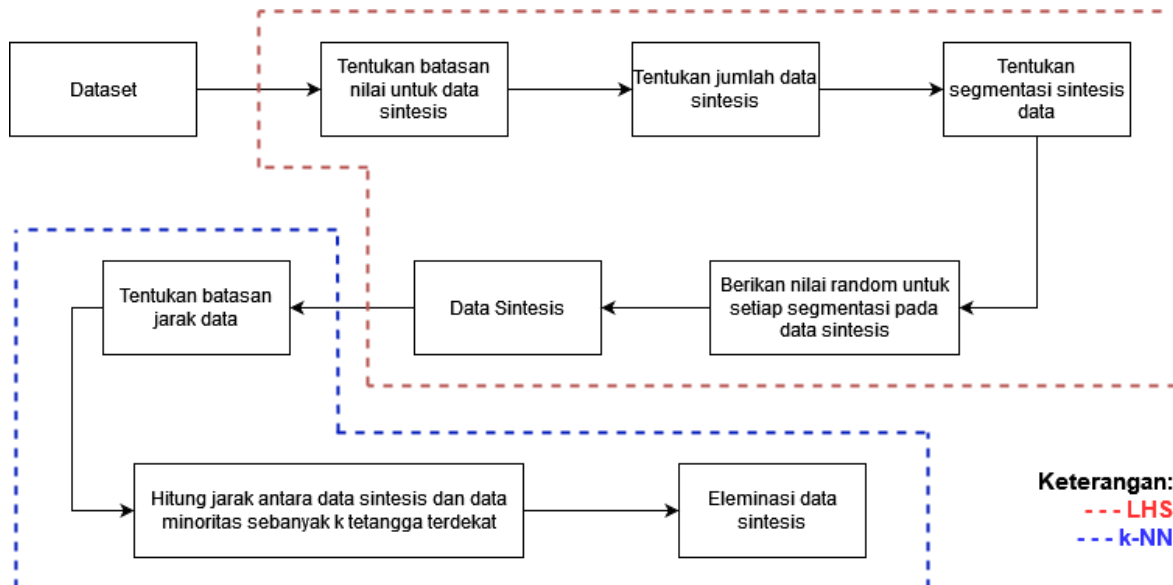 Dataset
Tentukan batasan
nilai untuk data
sintesis
Tentukan jumlah data
sintesis
Tentukan
segmentasi sintesis
data
Tentukan batasan
jarak data
Data Sintesis
Berikan nilai random untuk
setiap segmentasi pada
data sintesis
Hitung jarak antara data sintesis dan data
minoritas sebanyak k tetangga terdekat
Eleminasi data
sintesis
Keterangan:
--- LHS
--- k-NN